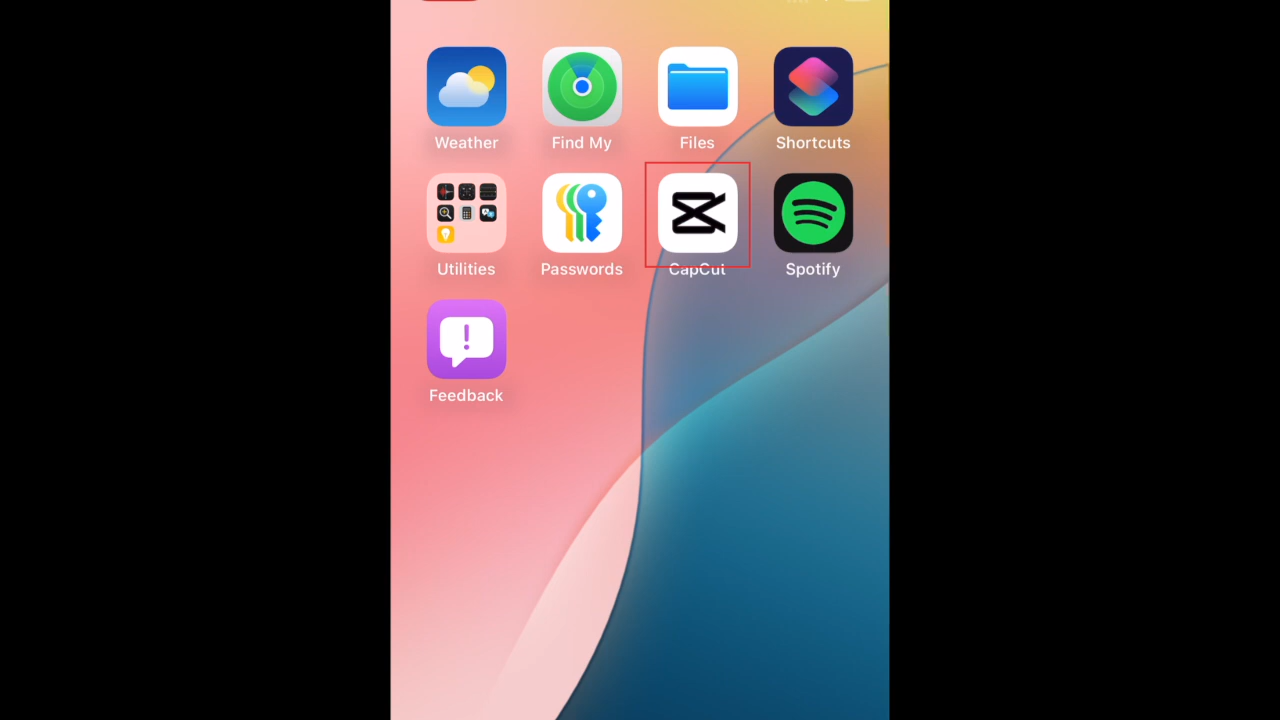 Weather
Find My
Files
Shortcuts
Utilities
Passwords
CapCut
Spotify
Feedback